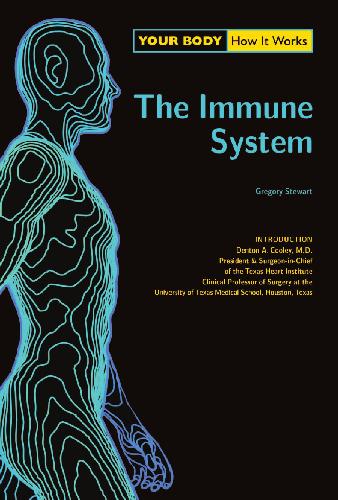 YOUR BODY How It Works
The Immune
System
Gregory Stewart
INTRODUCTION
Denton A. Cooley, M.D.
President & Surgeon-in-Chief
of the Texas Heart Institute
Clinical Professor of Surgery at the
University of Texas Medical School, Houston, Texas